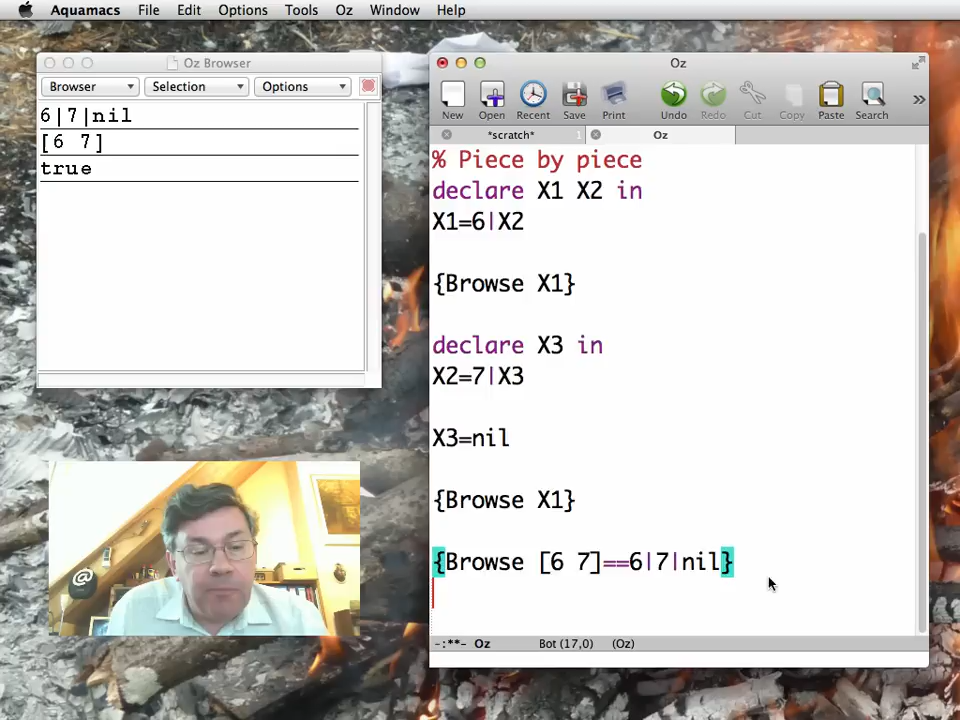 Aquamacs File Edit Options Tools Oz Window Help
Oz Browser
Browser Selection Options
6|7|nil
[6 7]
true
Oz
New Open Recent Save Print Undo Redo Cut Copy Paste Search »
*scratch* 1 Oz
% Piece by piece
declare X1 X2 in
X1=6|X2
{Browse X1}
declare X3 in
X2=7|X3
X3=nil
{Browse X1}
{Browse [6 7]==6|7|nil}
-:**- Oz Bot (17,0) (Oz)
@